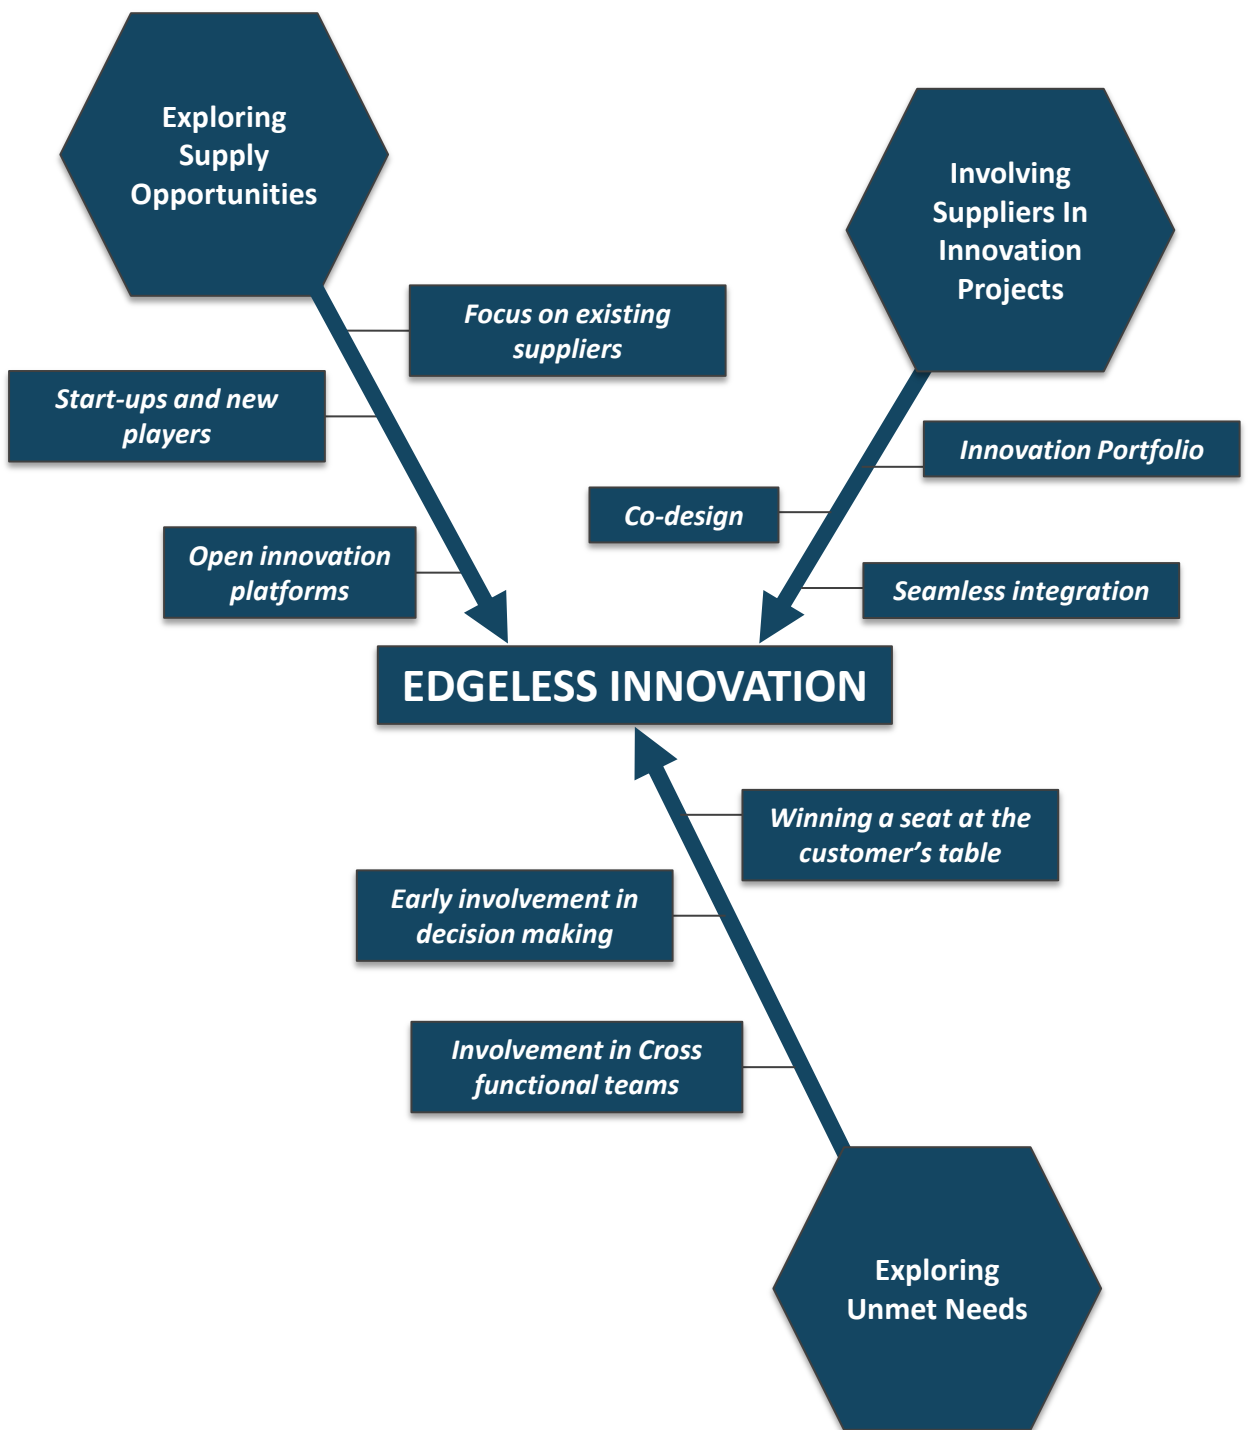 Exploring
Supply
Opportunities
Involving
Suppliers In
Innovation
Projects
Focus on existing
suppliers
Start-ups and new
players
Innovation Portfolio
Co-design
Open innovation
platforms
Seamless integration
EDGELESS INNOVATION
Winning a seat at the
customer’s table
Early involvement in
decision making
Involvement in Cross
functional teams
Exploring
Unmet Needs